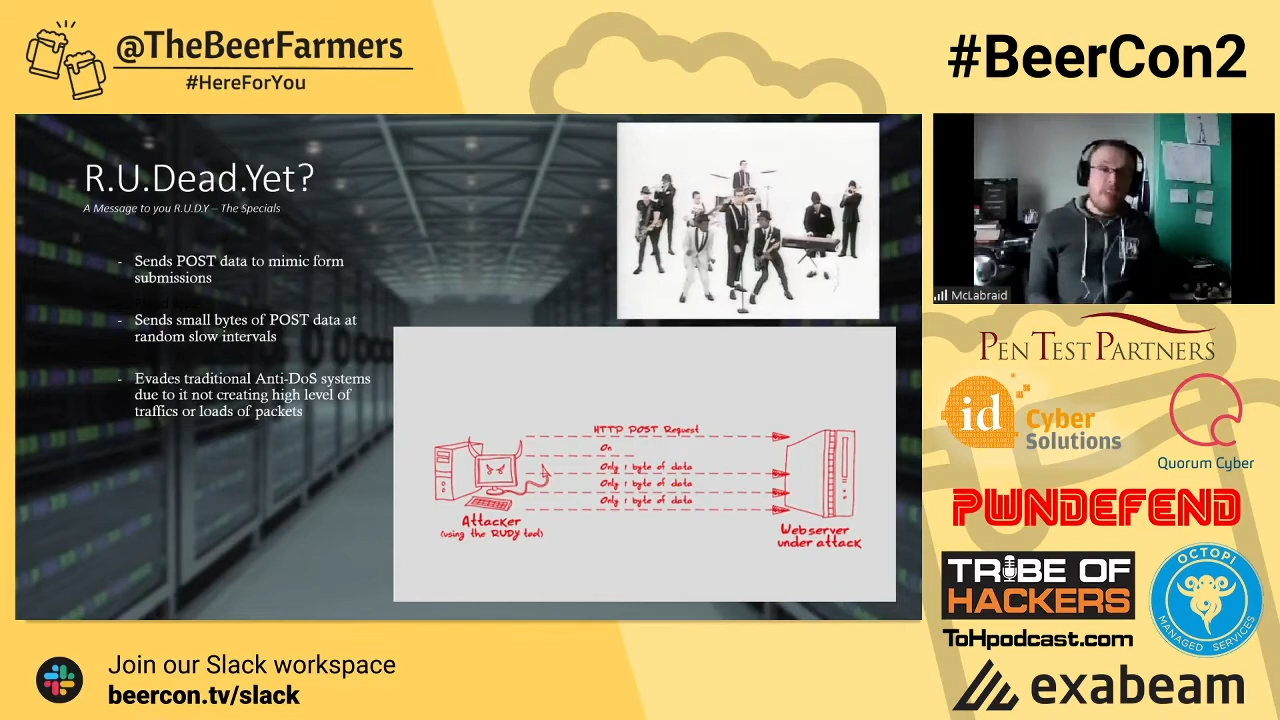 @TheBeerFarmers
#HereForYou
#BeerCon2
R.U.Dead.Yet?
A Message to you R.U.D.Y – The Specials
- Sends POST data to mimic form
submissions
- Sends small bytes of POST data at
random slow intervals
- Evades traditional Anti-DoS systems
due to it not creating high level of
traffics or loads of packets
HTTP POST Request
On
Only 1 byte of data
Only 1 byte of data
Only 1 byte of data
Attacker
(using the RUDY tool)
Webserver
under attack
McLabraid
PEN TEST PARTNERS
id Cyber
Solutions
Quorum Cyber
PWNDEFEND
TRIBE OF
HACKERS
ToHpodcast.com
OCTOPI
MANAGED SERVICES
exabeam
Join our Slack workspace
beercon.tv/slack